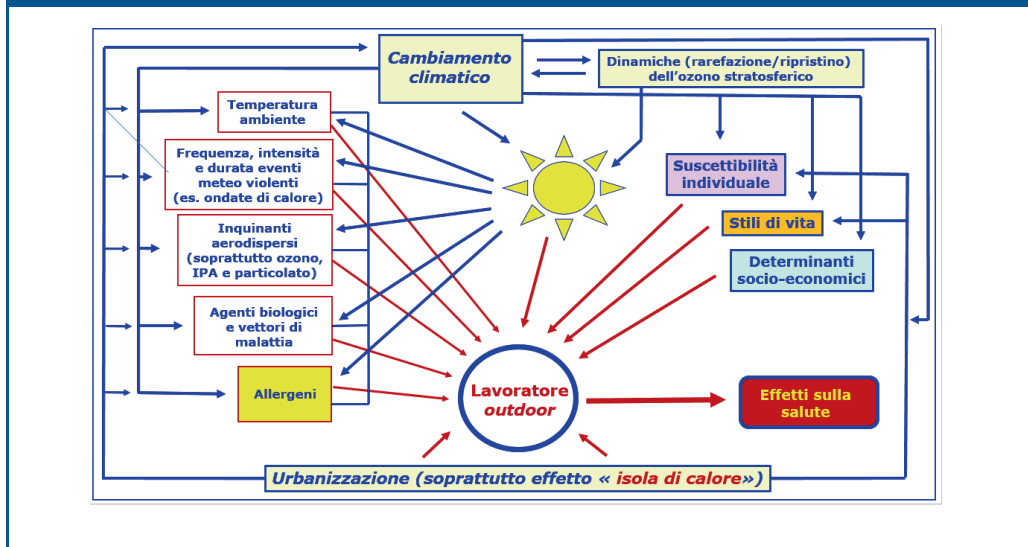 Cambiamento
climatico
Dinamiche (rarefazione/ripristino)
dell'ozono stratosferico
Temperatura
ambiente
Frequenza, intensità
e durata eventi
meteo violenti
(es. ondate di calore)
Suscettibilità
individuale
Stili di vita
Inquinanti
aerodispersi
(soprattutto ozono,
IPA e particolato)
Determinanti
socio-economici
Agenti biologici
e vettori di
malattia
Allergeni
Lavoratore
outdoor
Effetti sulla
salute
Urbanizzazione (soprattutto effetto « isola di calore»)